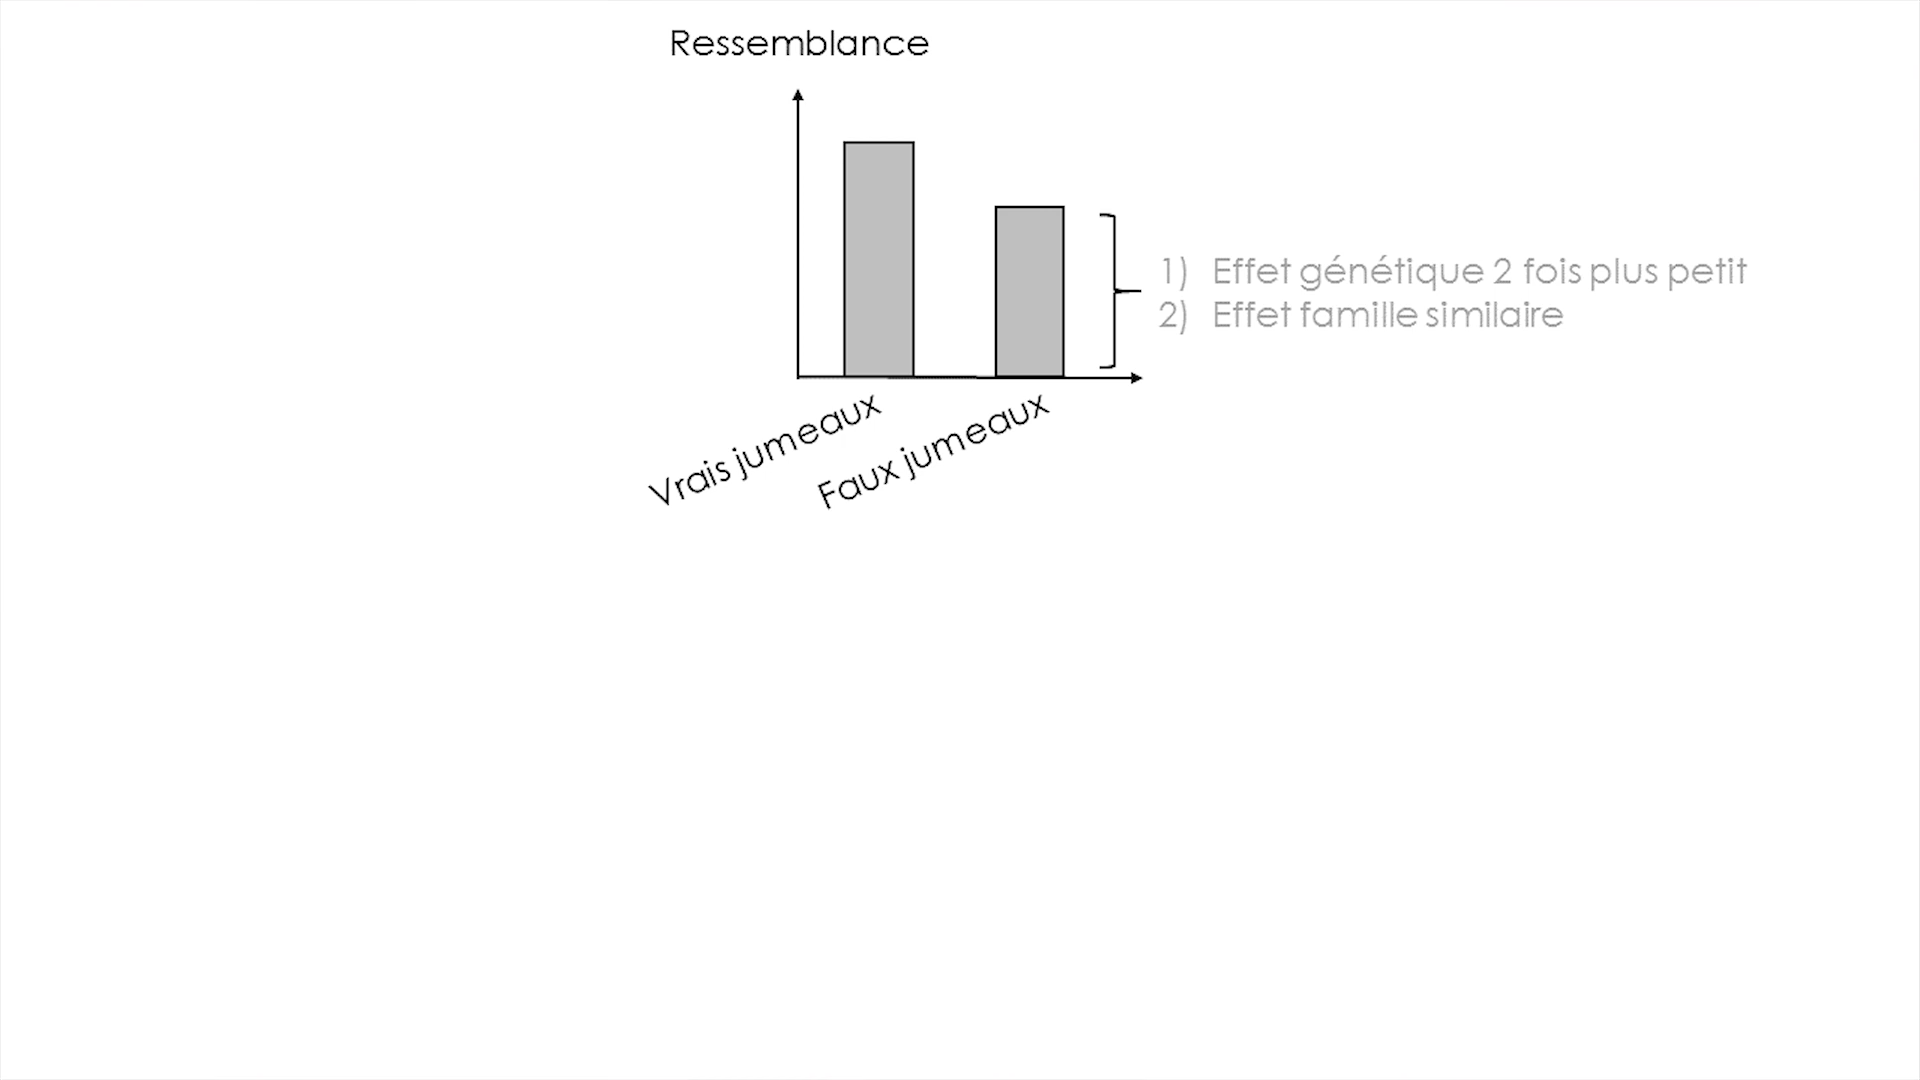 Ressemblance
1) Effet génétique 2 fois plus petit
2) Effet famille similaire
Vrais jumeaux
Faux jumeaux